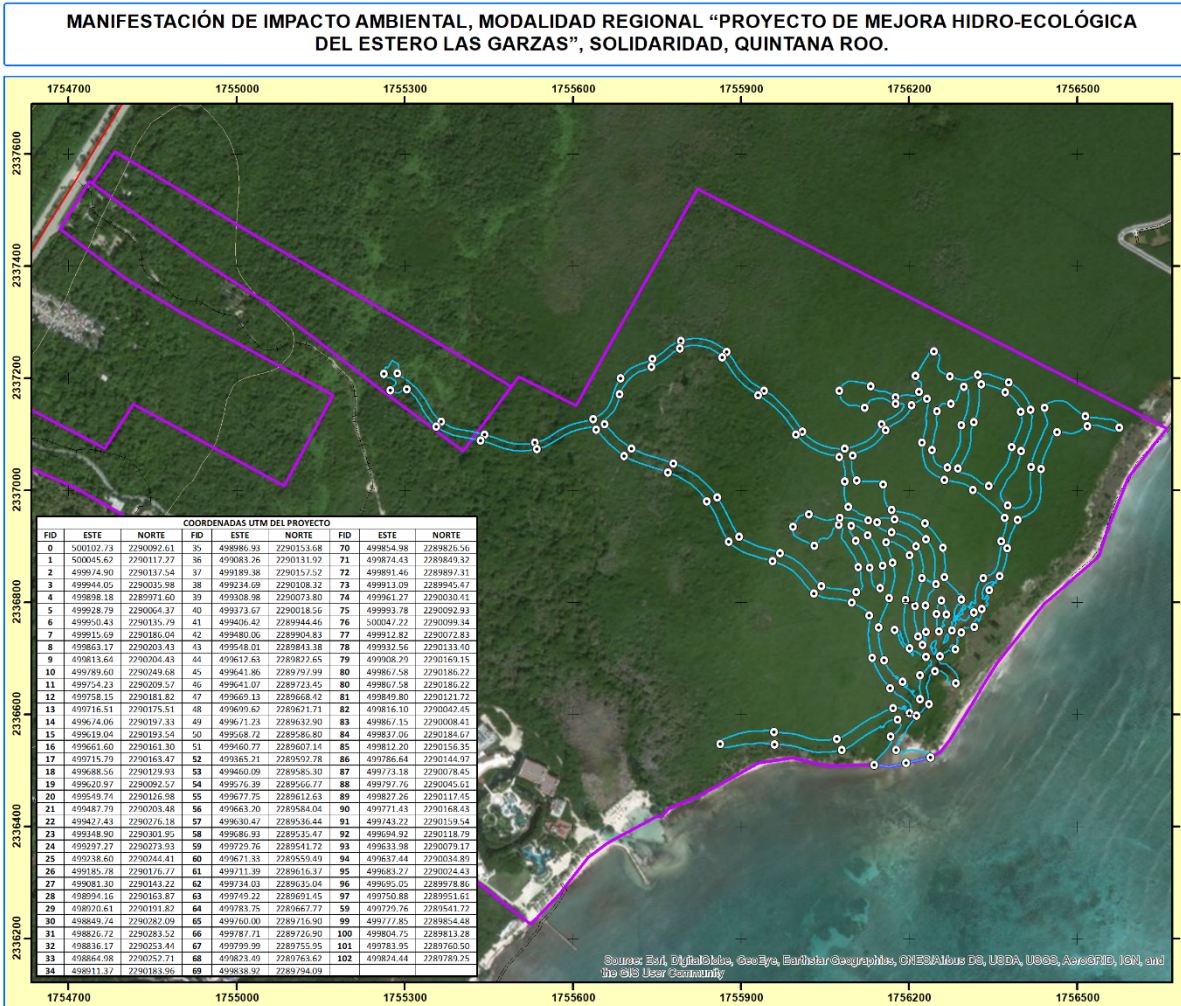 MANIFESTACIÓN DE IMPACTO AMBIENTAL, MODALIDAD REGIONAL “PROYECTO DE MEJORA HIDRO-ECOLÓGICA
DEL ESTERO LAS GARZAS”, SOLIDARIDAD, QUINTANA ROO.
1754700 1755000 1755300 1755600 1755900 1756200 1756500
2337600
2337400
2337200
2337000
2336800
2336600
2336400
2336200
COORDENADAS UTM DEL PROYECTO
FID ESTE NORTE FID ESTE NORTE FID ESTE NORTE
0 500102.73 2290092.61 35 498986.93 2290153.68 70 499854.98 2289826.56
1 500045.62 2290117.27 36 499083.26 2290131.92 71 499874.43 2289849.32
2 499974.90 2290137.54 37 499189.38 2290157.52 72 499891.46 2289897.31
3 499944.05 2290035.98 38 499234.69 2290108.32 73 499913.09 2289945.47
4 499898.18 2289971.60 39 499308.98 2290073.80 74 499961.27 2290030.41
5 499928.79 2290064.37 40 499373.67 2290018.56 75 499993.78 2290092.93
6 499950.43 2290135.79 41 499406.42 2289944.46 76 500047.22 2290099.34
7 499915.69 2290186.04 42 499480.06 2289904.83 77 499912.82 2290072.83
8 499863.17 2290203.43 43 499548.01 2289843.38 78 499932.56 2290133.40
9 499813.64 2290204.43 44 499612.63 2289822.65 79 499908.29 2290169.15
10 499789.60 2290249.68 45 499641.86 2289797.99 80 499867.58 2290186.22
11 499754.23 2290209.57 46 499641.07 2289723.45 80 499867.58 2290186.22
12 499758.15 2290181.82 47 499669.13 2289668.42 81 499849.80 2290121.72
13 499716.51 2290175.51 48 499699.62 2289621.71 82 499816.10 2290042.45
14 499674.06 2290197.33 49 499671.23 2289632.90 83 499867.15 2290008.41
15 499619.04 2290193.54 50 499568.72 2289586.80 84 499837.06 2290184.67
16 499661.60 2290161.30 51 499460.77 2289607.14 85 499812.20 2290156.35
17 499715.79 2290163.47 52 499365.21 2289592.78 86 499786.64 2290144.97
18 499688.56 2290129.93 53 499460.09 2289585.30 87 499773.18 2290078.45
19 499620.97 2290092.57 54 499576.39 2289566.77 88 499797.76 2290045.61
20 499549.74 2290126.98 55 499677.75 2289612.63 89 499827.26 2290117.45
21 499487.79 2290203.48 56 499663.20 2289584.04 90 499771.43 2290168.43
22 499427.43 2290276.18 57 499630.47 2289536.44 91 499743.22 2290159.54
23 499348.90 2290301.95 58 499686.93 2289535.47 92 499694.92 2290118.79
24 499297.27 2290273.93 59 499729.76 2289541.72 93 499633.98 2290079.17
25 499238.60 2290244.41 60 499671.33 2289559.49 94 499637.44 2290034.89
26 499185.78 2290176.77 61 499711.39 2289616.37 95 499683.27 2290024.43
27 499081.30 2290143.22 62 499734.03 2289635.04 96 499695.05 2289978.86
28 498994.16 2290163.87 63 499749.22 2289691.45 97 499750.88 2289951.61
29 498920.61 2290191.82 64 499783.75 2289667.77 59 499729.76 2289541.72
30 498849.74 2290282.09 65 499760.00 2289716.90 99 499777.85 2289854.48
31 498826.72 2290283.52 66 499787.71 2289726.90 100 499804.75 2289813.28
32 498836.17 2290253.44 67 499799.99 2289755.95 101 499783.95 2289760.50
33 498864.98 2290252.71 68 499823.49 2289763.62 102 499824.44 2289789.25
34 498911.37 2290183.96 69 499838.92 2289794.09
Source: Esri, DigitalGlobe, GeoEye, Earthstar Geographics, CNES/Airbus DS, USDA, USGS, AeroGRID, IGN, and
the GIS User Community
1754700 1755000 1755300 1755600 1755900 1756200 1756500